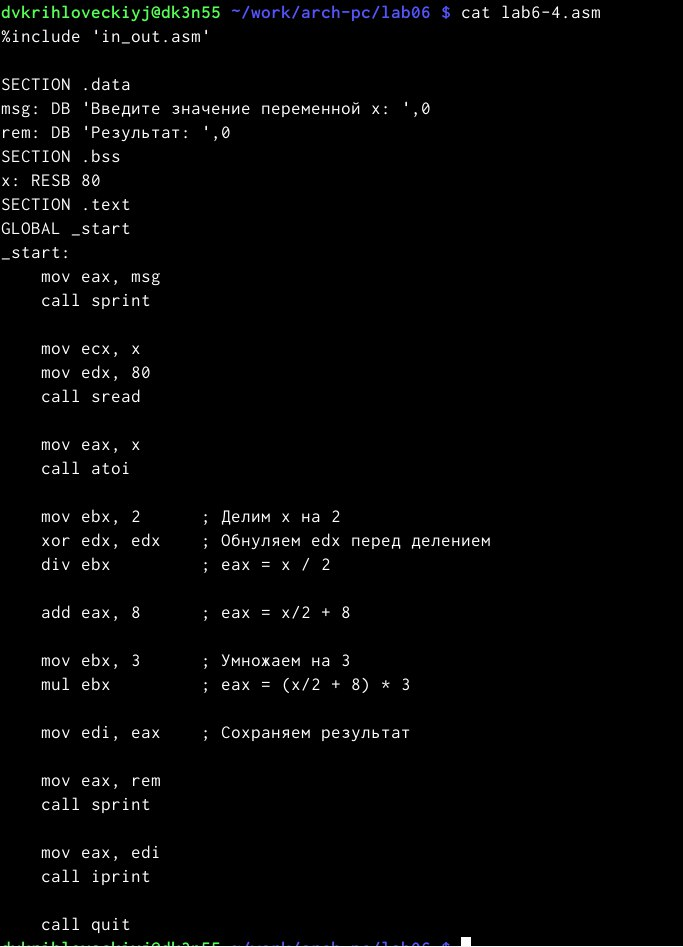 dvkrihloveckiyj@dk3n55 ~/work/arch-pc/lab06 $ cat lab6-4.asm
%include 'in_out.asm'

SECTION .data
msg: DB 'Введите значение переменной x: ',0
rem: DB 'Результат: ',0
SECTION .bss
x: RESB 80
SECTION .text
GLOBAL _start
_start:
    mov eax, msg
    call sprint

    mov ecx, x
    mov edx, 80
    call sread

    mov eax, x
    call atoi

    mov ebx, 2      ; Делим x на 2
    xor edx, edx    ; Обнуляем edx перед делением
    div ebx         ; eax = x / 2

    add eax, 8      ; eax = x/2 + 8

    mov ebx, 3      ; Умножаем на 3
    mul ebx         ; eax = (x/2 + 8) * 3

    mov edi, eax    ; Сохраняем результат

    mov eax, rem
    call sprint

    mov eax, edi
    call iprint

    call quit
dvkrihloveckiyj@dk3n55 ~/work/arch-pc/lab06 $